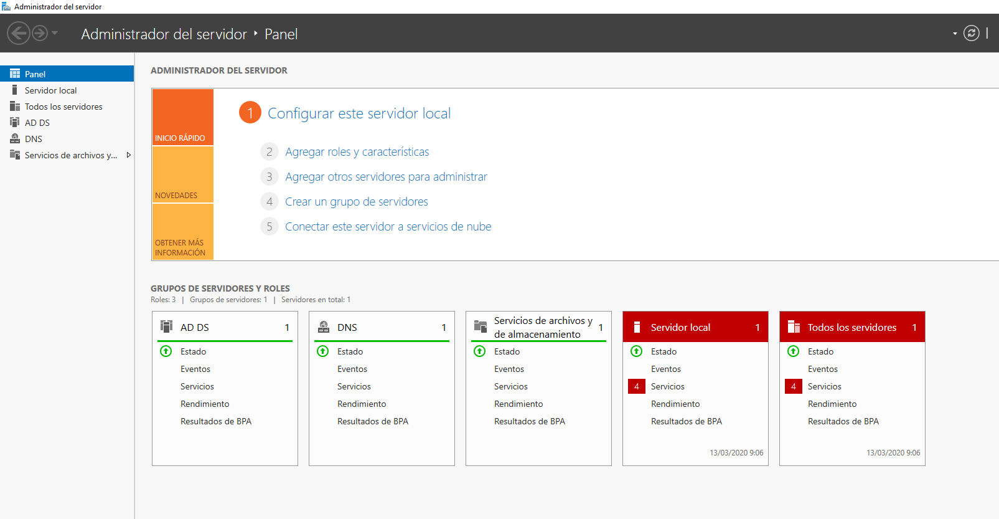 Administrador del servidor
Administrador del servidor ‣ Panel
Panel
Servidor local
Todos los servidores
AD DS
DNS
Servicios de archivos y...
ADMINISTRADOR DEL SERVIDOR
INICIO RÁPIDO
NOVEDADES
OBTENER MÁS
INFORMACIÓN
1 Configurar este servidor local
2 Agregar roles y características
3 Agregar otros servidores para administrar
4 Crear un grupo de servidores
5 Conectar este servidor a servicios de nube
GRUPOS DE SERVIDORES Y ROLES
Roles: 3 | Grupos de servidores: 1 | Servidores en total: 1
AD DS 1
Estado
Eventos
Servicios
Rendimiento
Resultados de BPA
DNS 1
Estado
Eventos
Servicios
Rendimiento
Resultados de BPA
Servicios de archivos y
de almacenamiento 1
Estado
Eventos
Servicios
Rendimiento
Resultados de BPA
Servidor local 1
Estado
Eventos
4 Servicios
Rendimiento
Resultados de BPA
13/03/2020 9:06
Todos los servidores 1
Estado
Eventos
4 Servicios
Rendimiento
Resultados de BPA
13/03/2020 9:06